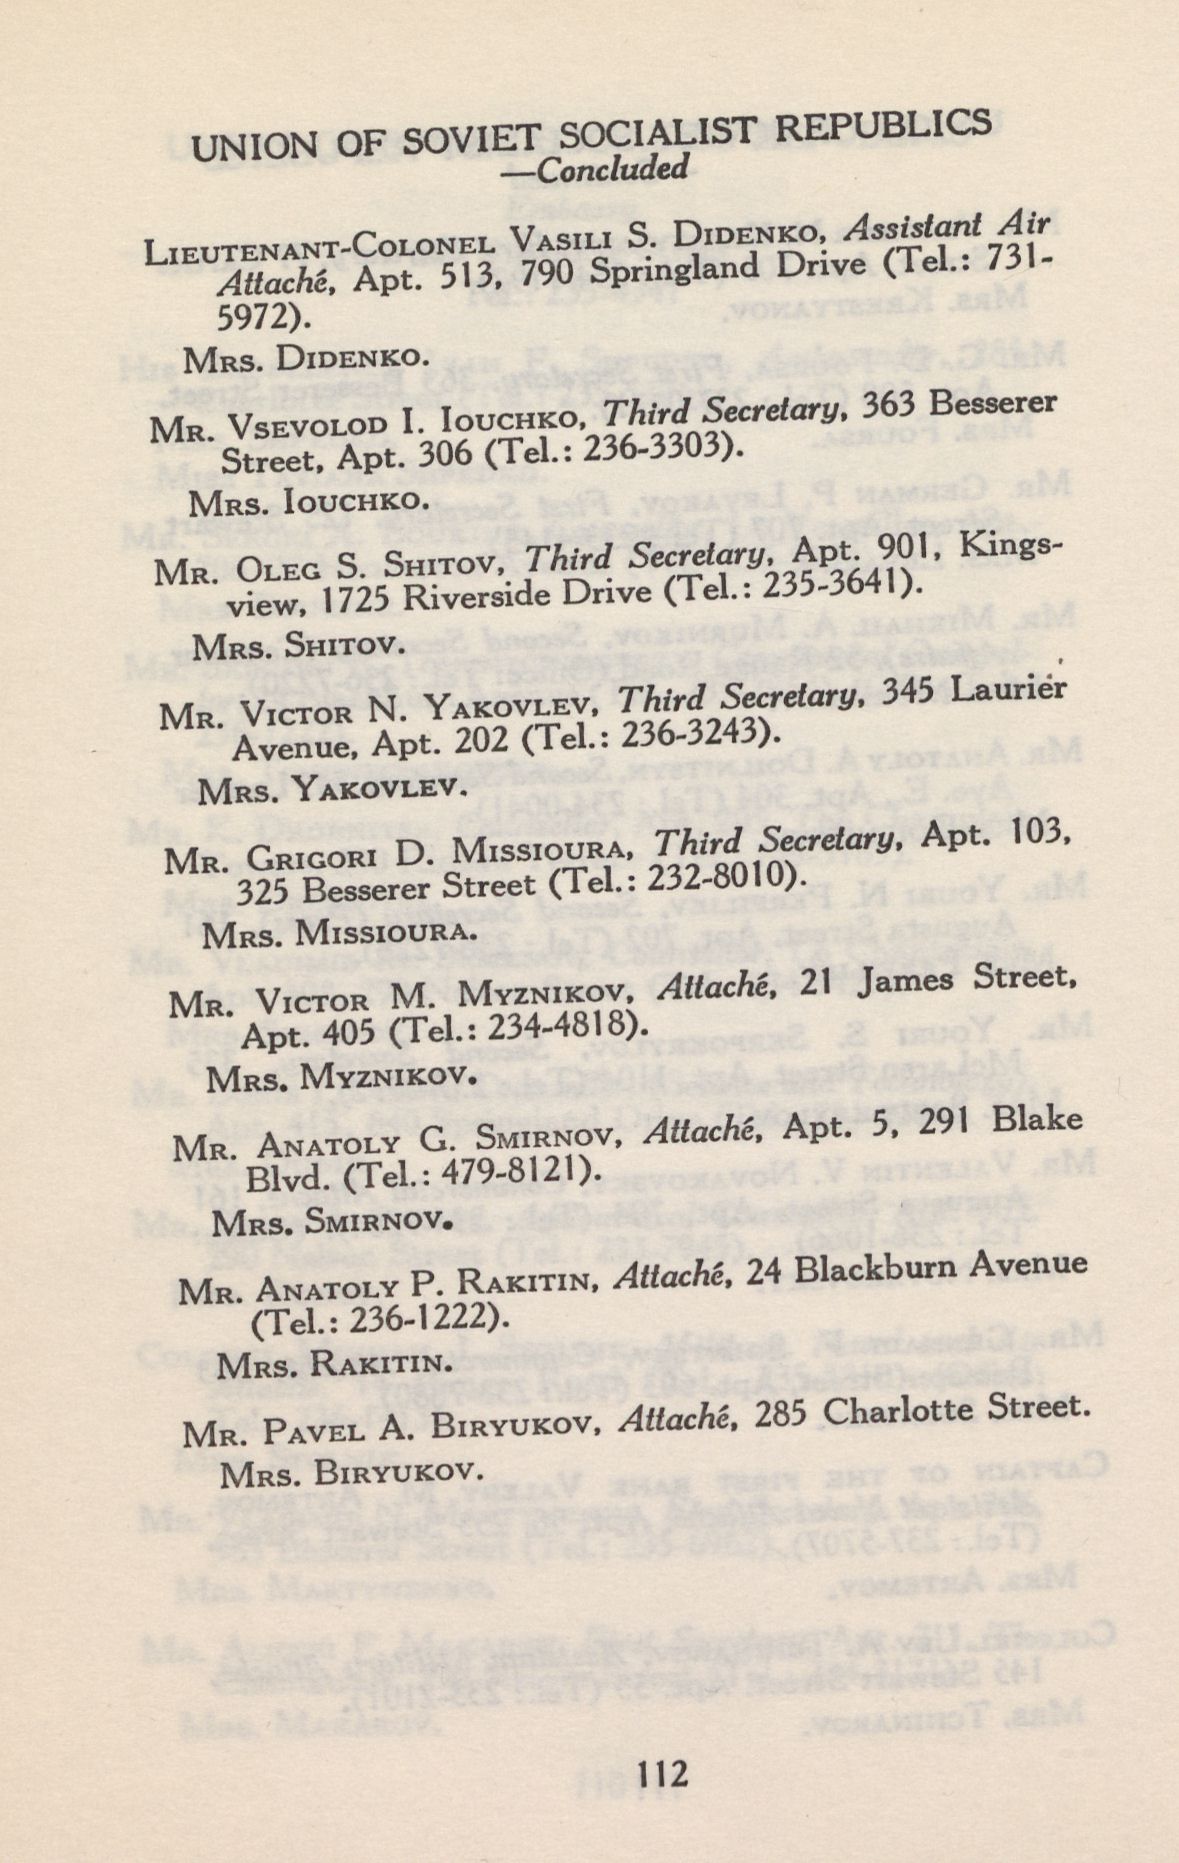 UNION OF SOVIET SOCIALIST REPUBLICS
—Concluded
LIEUTENANT-COLONEL VASILI S. DIDENKO, Assistant Air
Attaché, Apt. 513, 790 Springland Drive (Tel.: 731-
5972).
MRS. DIDENKO.
MR. VSEVOLOD I. IOUCHKO, Third Secretary, 363 Besserer
Street, Apt. 306 (Tel.: 236-3303).
MRS. IOUCHKO.
MR. OLEG S. SHITOV, Third Secretary, Apt. 901, Kings-
view, 1725 Riverside Drive (Tel.: 235-3641).
MRS. SHITOV.
MR. VICTOR N. YAKOVLEV, Third Secretary, 345 Laurier
Avenue, Apt. 202 (Tel.: 236-3243).
MRS. YAKOVLEV.
MR. GRIGORI D. MISSIOURA, Third Secretary, Apt. 103,
325 Besserer Street (Tel.: 232-8010).
MRS. MISSIOURA.
MR. VICTOR M. MYZNIKOV, Attaché, 21 James Street,
Apt. 405 (Tel.: 234-4818).
MRS. MYZNIKOV.
MR. ANATOLY G. SMIRNOV, Attaché, Apt. 5, 291 Blake
Blvd. (Tel.: 479-8121).
MRS. SMIRNOV.
MR. ANATOLY P. RAKITIN, Attaché, 24 Blackburn Avenue
(Tel.: 236-1222).
MRS. RAKITIN.
MR. PAVEL A. BIRYUKOV, Attaché, 285 Charlotte Street.
MRS. BIRYUKOV.
112